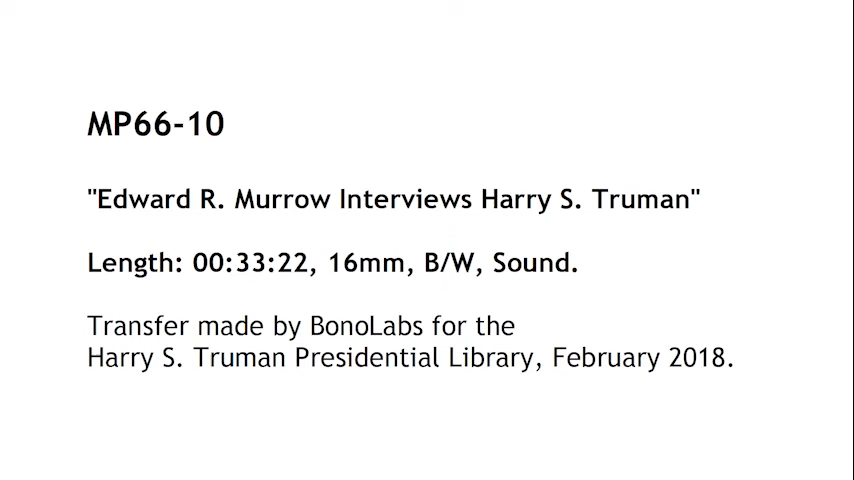 MP66-10
"Edward R. Murrow Interviews Harry S. Truman"
Length: 00:33:22, 16mm, B/W, Sound.
Transfer made by BonoLabs for the
Harry S. Truman Presidential Library, February 2018.